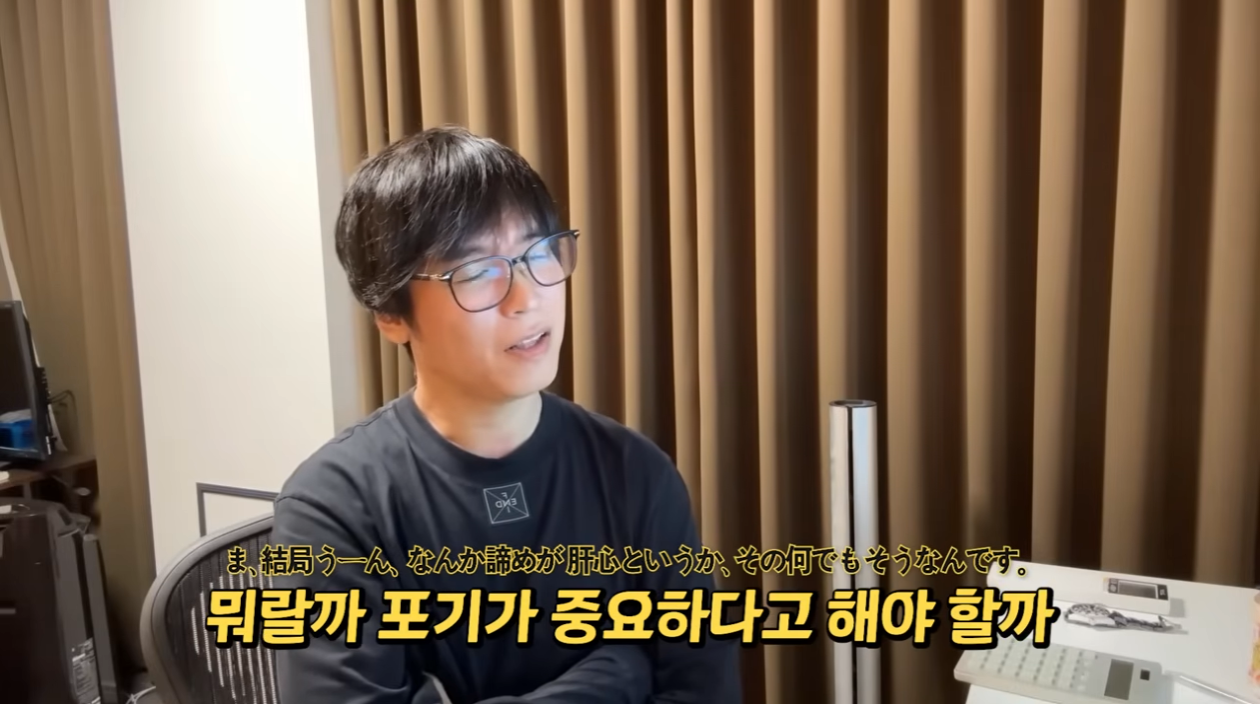 ま、結局うーん、なんか諦めが肝心というか、その何でもそうなんです。
뭐랄까 포기가 중요하다고 해야 할까